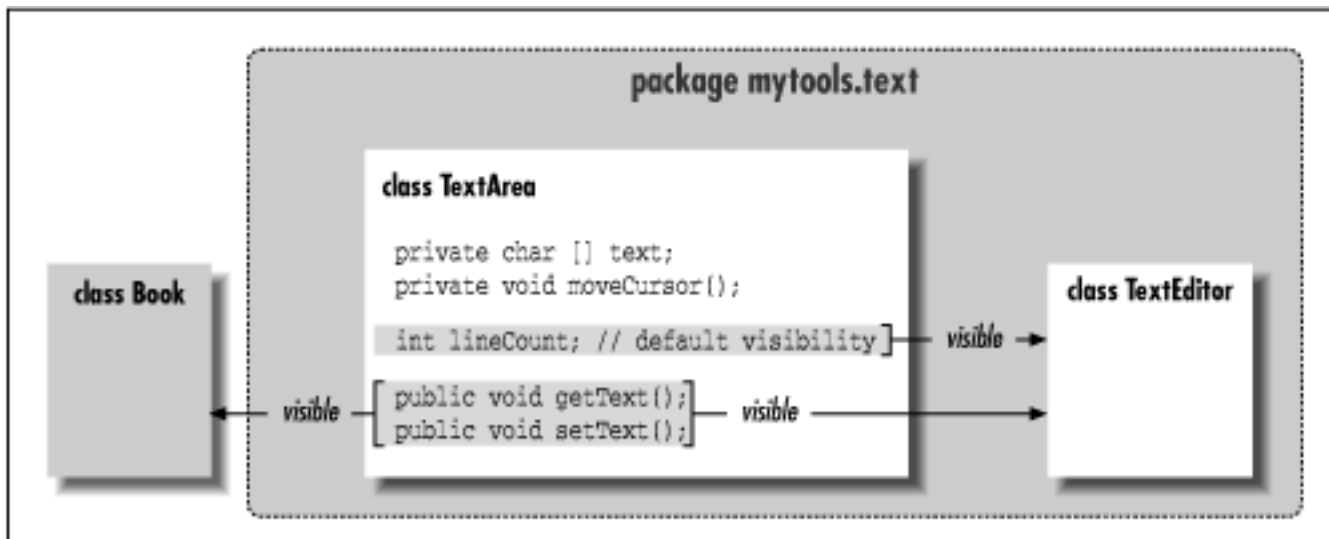 package mytools.text
class TextArea
private char [] text;
private void moveCursor();
class Book
class TextEditor
int lineCount; // default visibility
visible
visible
public void getText();
public void setText();
visible